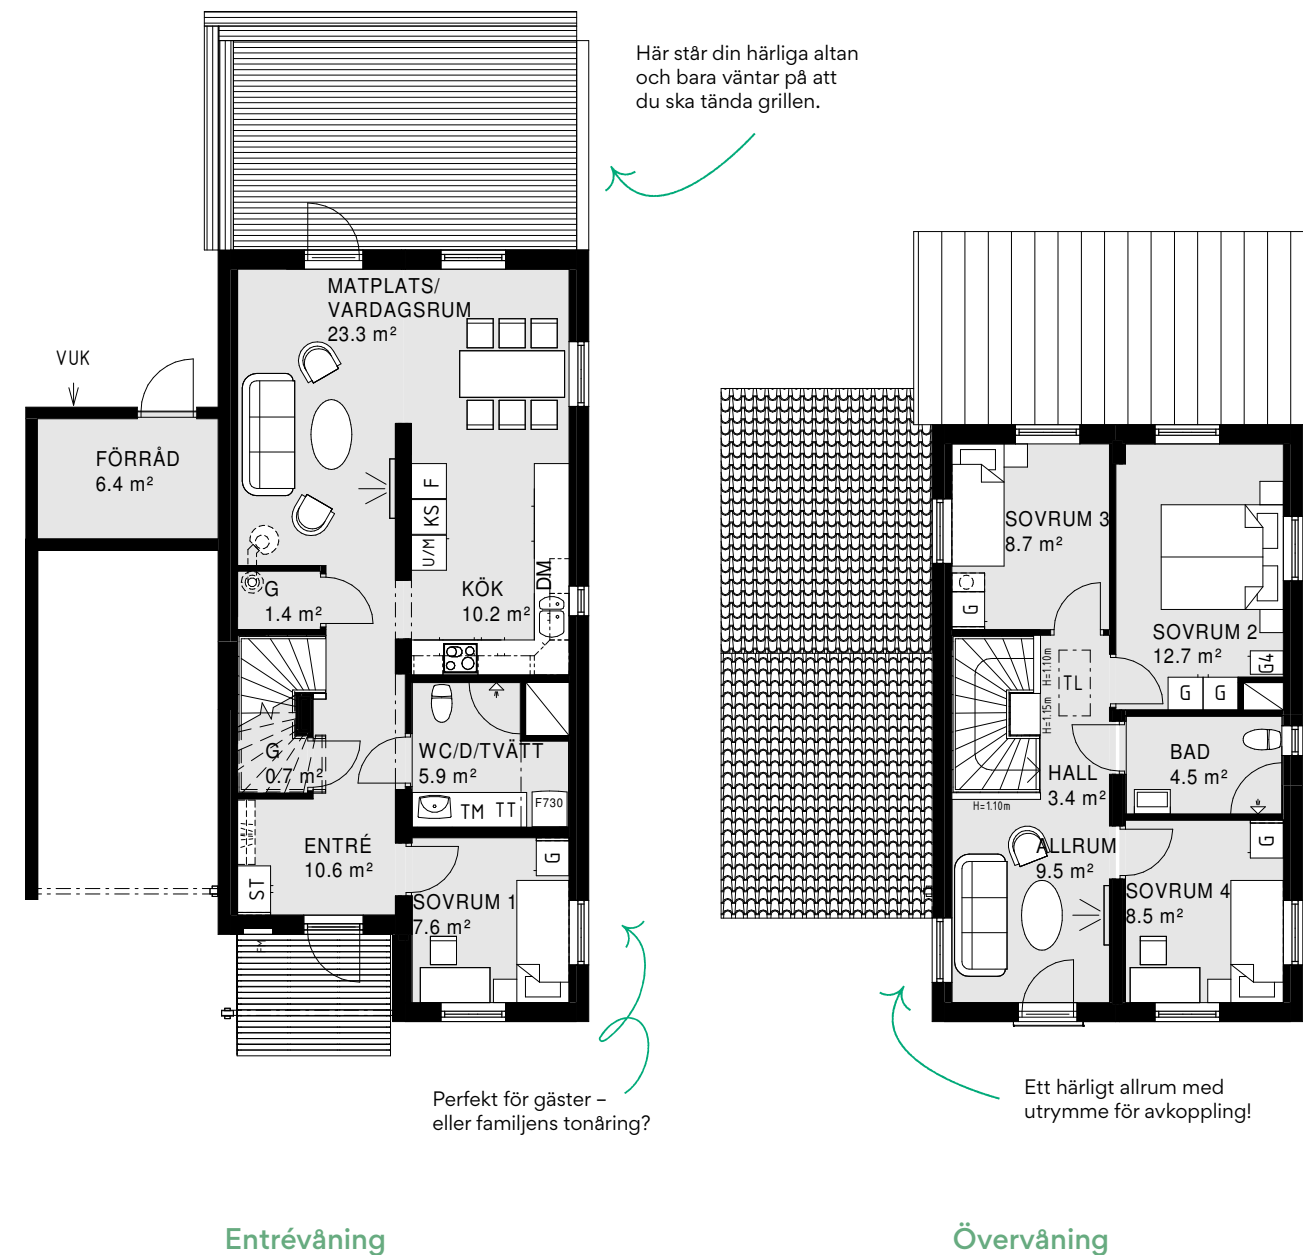 Här står din härliga altan
och bara väntar på att
du ska tända grillen.
MATPLATS/
VARDAGSRUM
23.3 m²
VUK
FÖRRÅD
6.4 m²
F
KS
U/M
DM
G
1.4 m²
KÖK
10.2 m²
G
0.7 m²
WC/D/TVÄTT
5.9 m²
TM
TT
F730
ENTRÉ
10.6 m²
ST
G
SOVRUM 1
7.6 m²
FM
Perfekt för gäster –
eller familjens tonåring?
Entrévåning
SOVRUM 3
8.7 m²
G
SOVRUM 2
12.7 m²
G4
G
G
H=1.10m
TL
H=1.15m
BAD
4.5 m²
HALL
3.4 m²
H=1.10m
ALLRUM
9.5 m²
G
SOVRUM 4
8.5 m²
Ett härligt allrum med
utrymme för avkoppling!
Övervåning